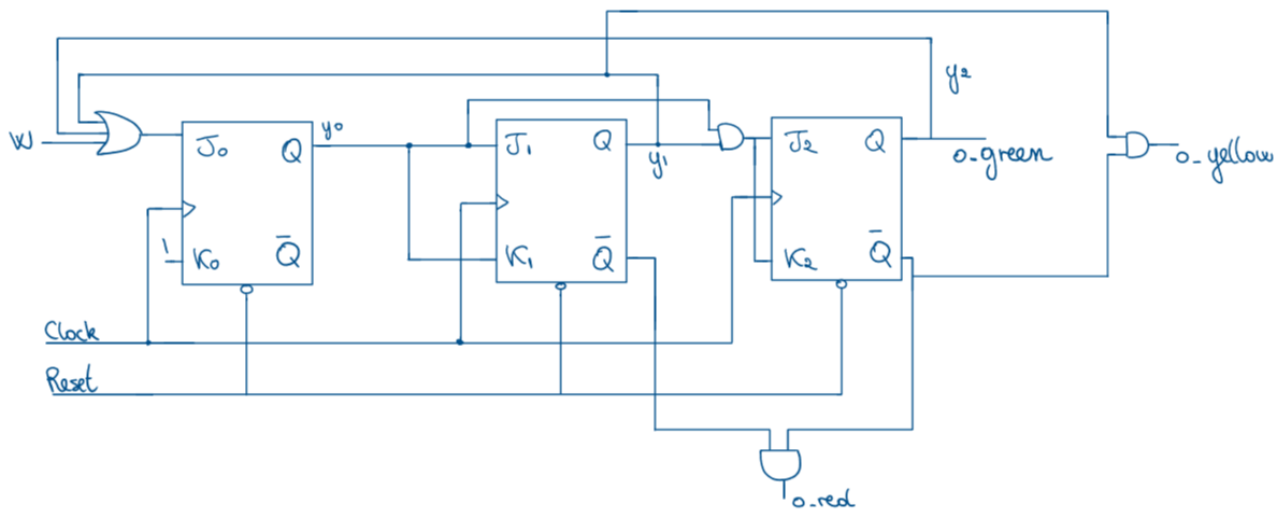 y2
W
J0
Q
y0
J1
Q
y1
J2
Q
o_green
o_yellow
1
K0
Q̅
K1
Q̅
K2
Q̅
Clock
Reset
o_red